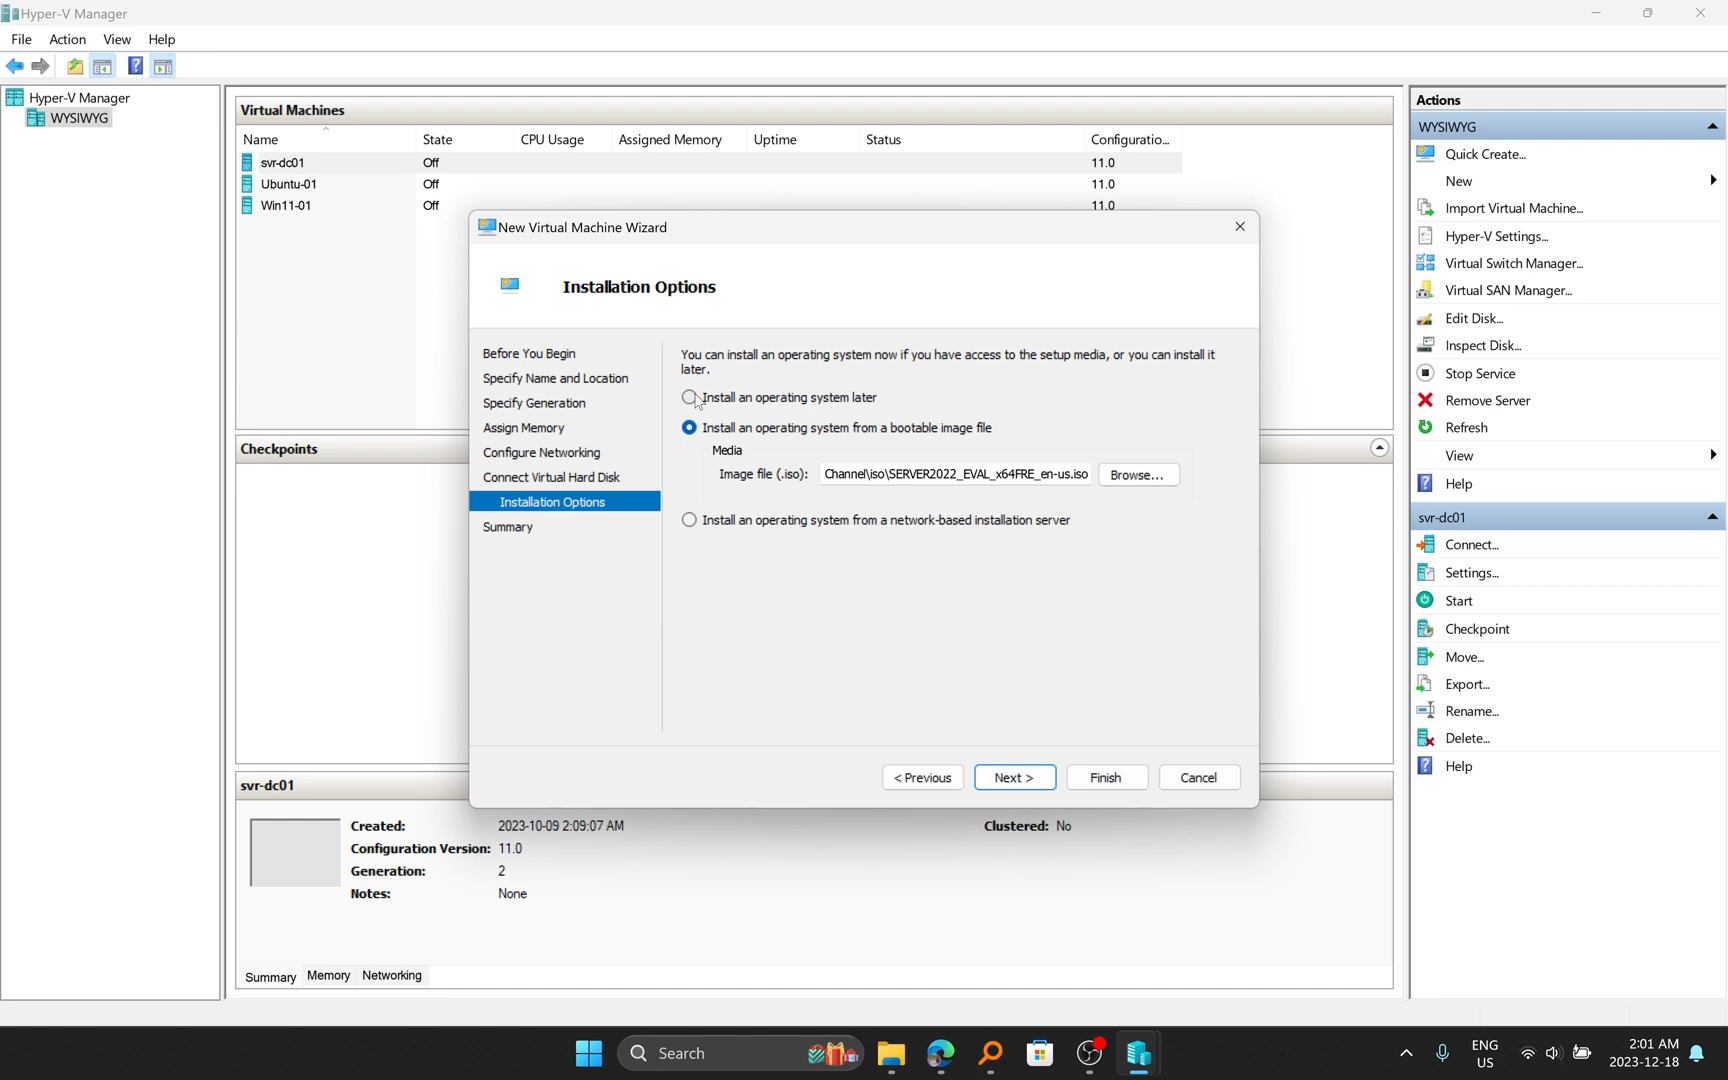 Hyper-V Manager
File Action View Help
Hyper-V Manager
WYSIWYG
Virtual Machines
Name State CPU Usage Assigned Memory Uptime Status Configuratio...
svr-dc01 Off 11.0
Ubuntu-01 Off 11.0
Win11-01 Off 11.0
New Virtual Machine Wizard
Installation Options
Before You Begin
Specify Name and Location
Specify Generation
Assign Memory
Configure Networking
Connect Virtual Hard Disk
Installation Options
Summary
You can install an operating system now if you have access to the setup media, or you can install it
later.
Install an operating system later
Install an operating system from a bootable image file
Media
Image file (.iso): Channel\iso\SERVER2022_EVAL_x64FRE_en-us.iso Browse...
Install an operating system from a network-based installation server
< Previous Next > Finish Cancel
Checkpoints
svr-dc01
Created: 2023-10-09 2:09:07 AM Clustered: No
Configuration Version: 11.0
Generation: 2
Notes: None
Summary Memory Networking
Actions
WYSIWYG
Quick Create...
New
Import Virtual Machine...
Hyper-V Settings...
Virtual Switch Manager...
Virtual SAN Manager...
Edit Disk...
Inspect Disk...
Stop Service
Remove Server
Refresh
View
Help
svr-dc01
Connect...
Settings...
Start
Checkpoint
Move...
Export...
Rename...
Delete...
Help
Search
ENG
US
2:01 AM
2023-12-18